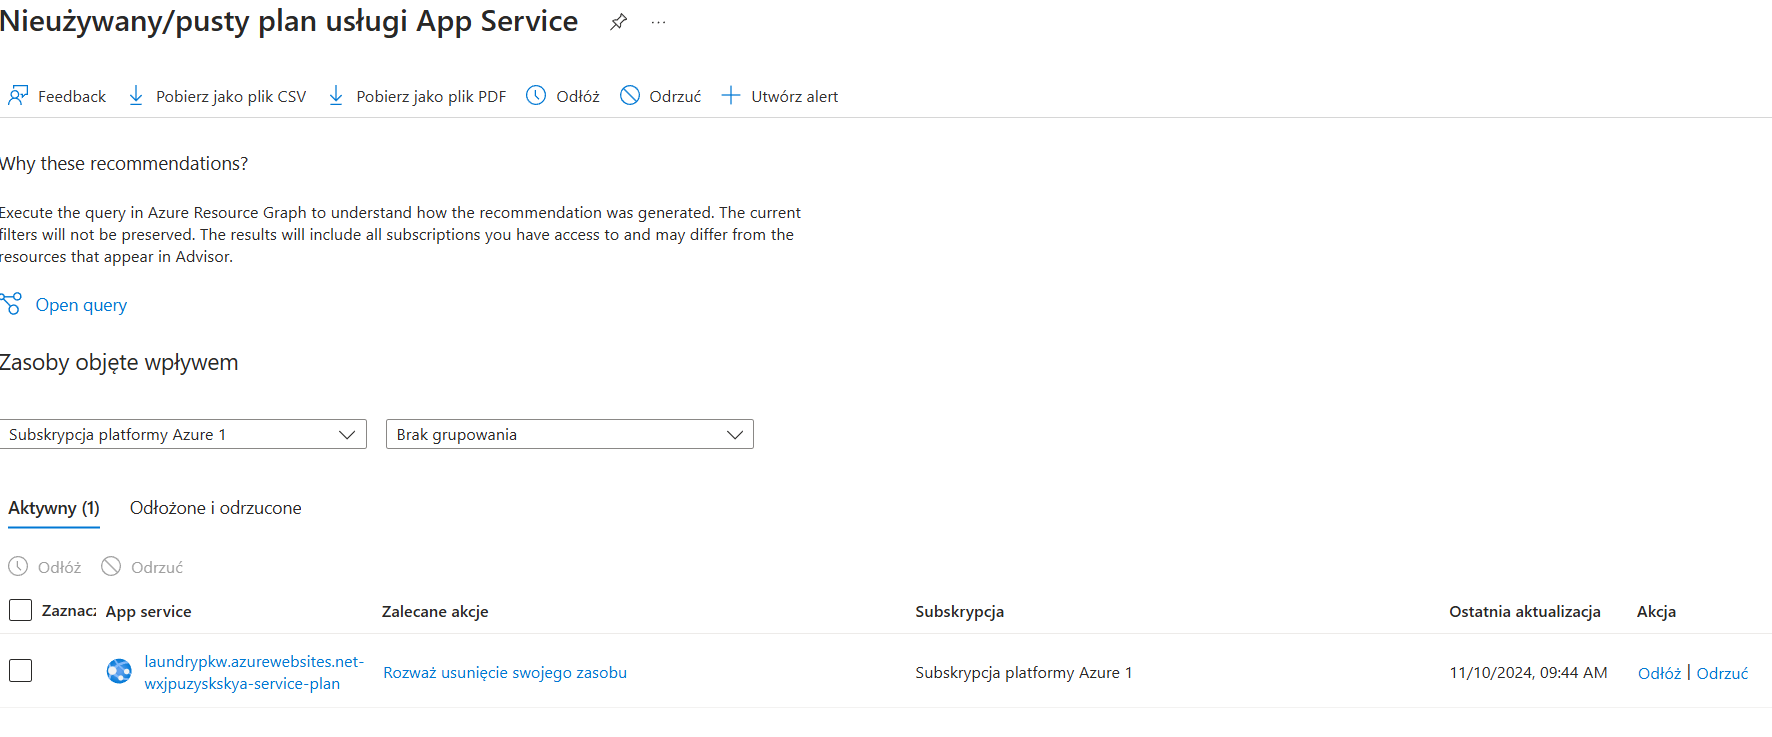 Nieużywany/pusty plan usługi App Service
Feedback Pobierz jako plik CSV Pobierz jako plik PDF Odłóż Odrzuć Utwórz alert
Why these recommendations?
Execute the query in Azure Resource Graph to understand how the recommendation was generated. The current
filters will not be preserved. The results will include all subscriptions you have access to and may differ from the
resources that appear in Advisor.
Open query
Zasoby objęte wpływem
Subskrypcja platformy Azure 1 Brak grupowania
Aktywny (1) Odłożone i odrzucone
Odłóż Odrzuć
Zaznacz App service Zalecane akcje Subskrypcja Ostatnia aktualizacja Akcja
laundrypkw.azurewebsites.net-
wxjpuzyskskya-service-plan Rozważ usunięcie swojego zasobu Subskrypcja platformy Azure 1 11/10/2024, 09:44 AM Odłóż | Odrzuć